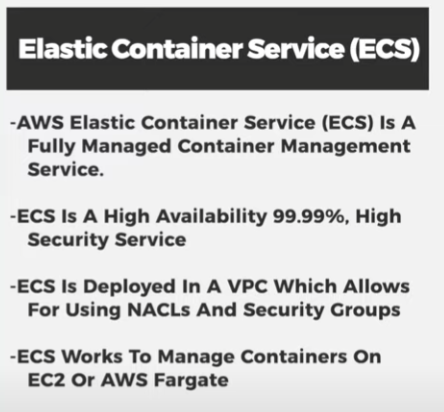 Elastic Container Service (ECS)
-AWS Elastic Container Service (ECS) Is A
Fully Managed Container Management
Service.
-ECS Is A High Availability 99.99%, High
Security Service
-ECS Is Deployed In A VPC Which Allows
For Using NACLs And Security Groups
-ECS Works To Manage Containers On
EC2 Or AWS Fargate